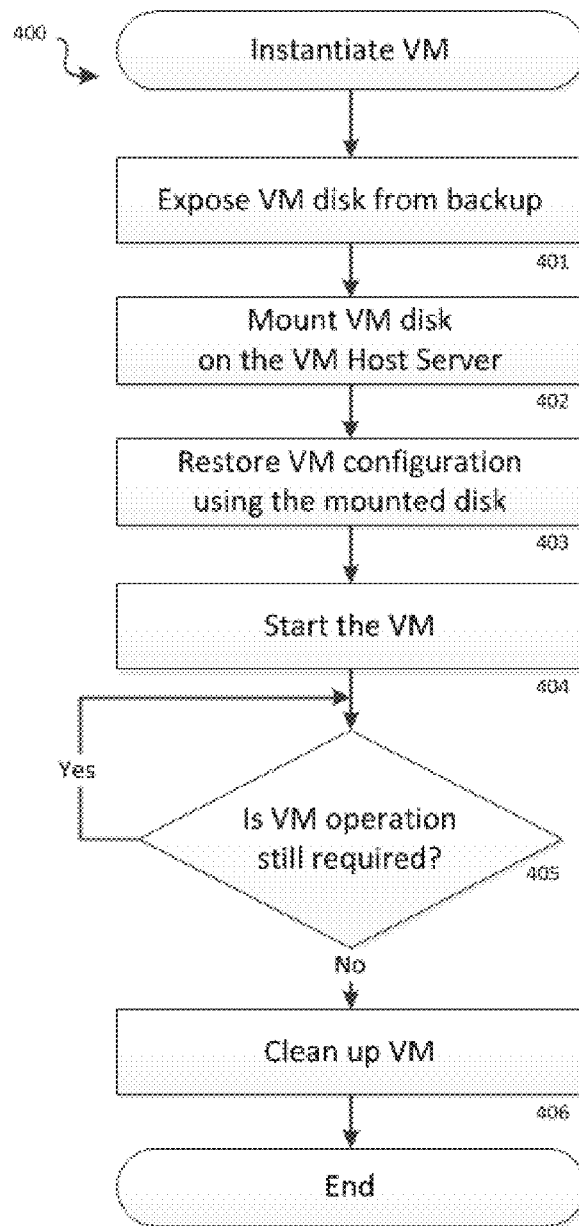 400
Instantiate VM
Expose VM disk from backup
401
Mount VM disk
on the VM Host Server
402
Restore VM configuration
using the mounted disk
403
Start the VM
404
Yes
Is VM operation
still required?
405
No
Clean up VM
406
End